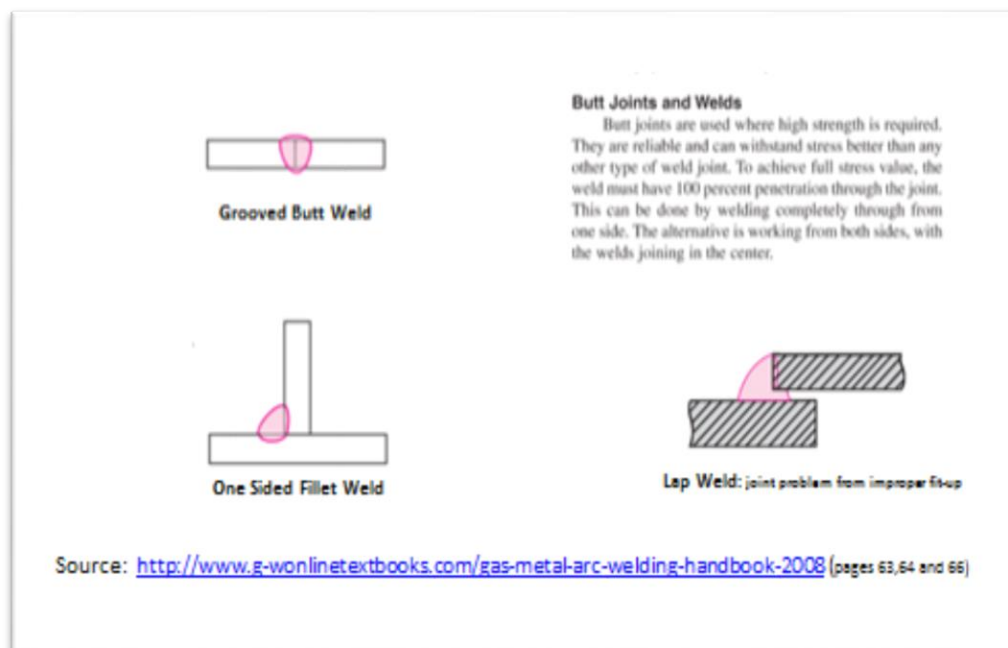 Butt Joints and Welds
Butt joints are used where high strength is required.
They are reliable and can withstand stress better than any
other type of weld joint. To achieve full stress value, the
weld must have 100 percent penetration through the joint.
This can be done by welding completely through from
one side. The alternative is working from both sides, with
the welds joining in the center.
Grooved Butt Weld
One Sided Fillet Weld
Lap Weld: joint problem from improper fit-up
Source: http://www.g-wonlinetextbooks.com/gas-metal-arc-welding-handbook-2008 (pages 63,64 and 66)